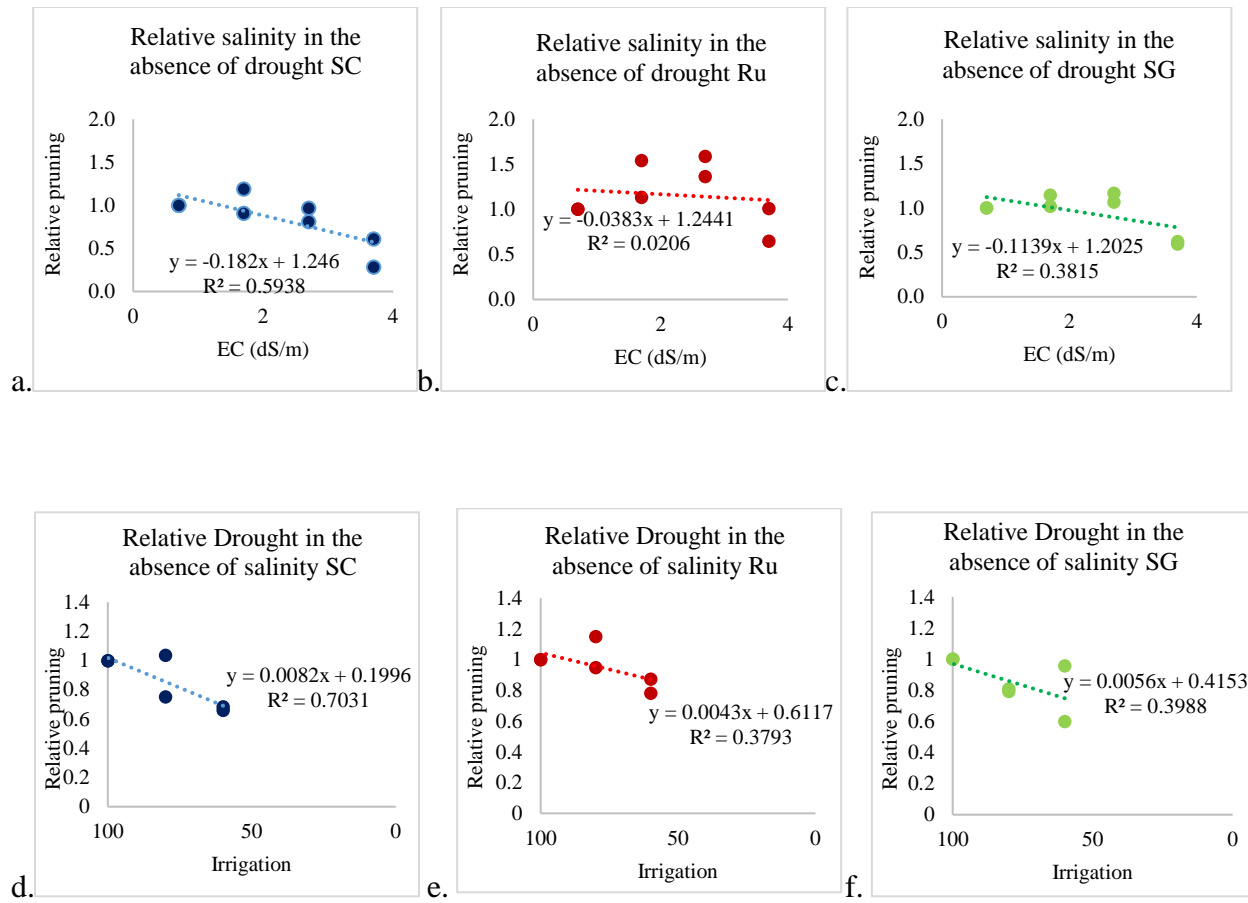 Relative salinity in the
absence of drought SC
Relative pruning
2.0
1.5
1.0
0.5
0.0
y = -0.182x + 1.246
R² = 0.5938
0
2
4
EC (dS/m)
a.
Relative salinity in the
absence of drought Ru
Relative pruning
2.0
1.5
1.0
0.5
0.0
y = -0.0383x + 1.2441
R² = 0.0206
0
2
4
EC (dS/m)
b.
Relative salinity in the
absence of drought SG
Relative pruning
2.0
1.5
1.0
0.5
0.0
y = -0.1139x + 1.2025
R² = 0.3815
0
2
4
EC (dS/m)
c.
Relative Drought in the
absence of salinity SC
Relative pruning
1.4
1.2
1
0.8
0.6
0.4
0.2
0
y = 0.0082x + 0.1996
R² = 0.7031
100
50
0
Irrigation
d.
Relative Drought in the
absence of salinity Ru
Relative pruning
1.4
1.2
1
0.8
0.6
0.4
0.2
0
y = 0.0043x + 0.6117
R² = 0.3793
100
50
0
Irrigation
e.
Relative Drought in the
absence of salinity SG
Relative pruning
1.4
1.2
1
0.8
0.6
0.4
0.2
0
y = 0.0056x + 0.4153
R² = 0.3988
100
50
0
Irrigation
f.